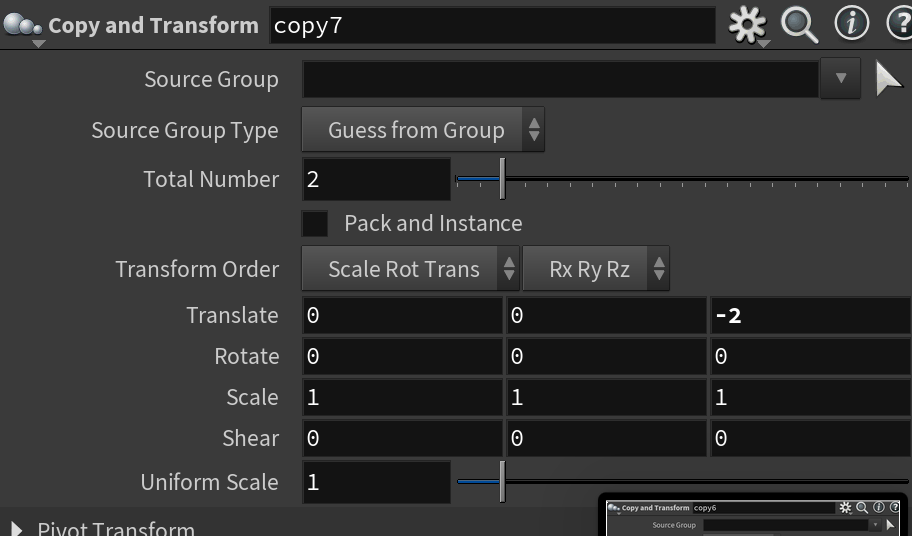 Copy and Transform copy7
Source Group
Source Group Type Guess from Group
Total Number 2
Pack and Instance
Transform Order Scale Rot Trans Rx Ry Rz
Translate 0 0 -2
Rotate 0 0 0
Scale 1 1 1
Shear 0 0 0
Uniform Scale 1
Pivot Transform
Copy and Transform copy6
Source Group